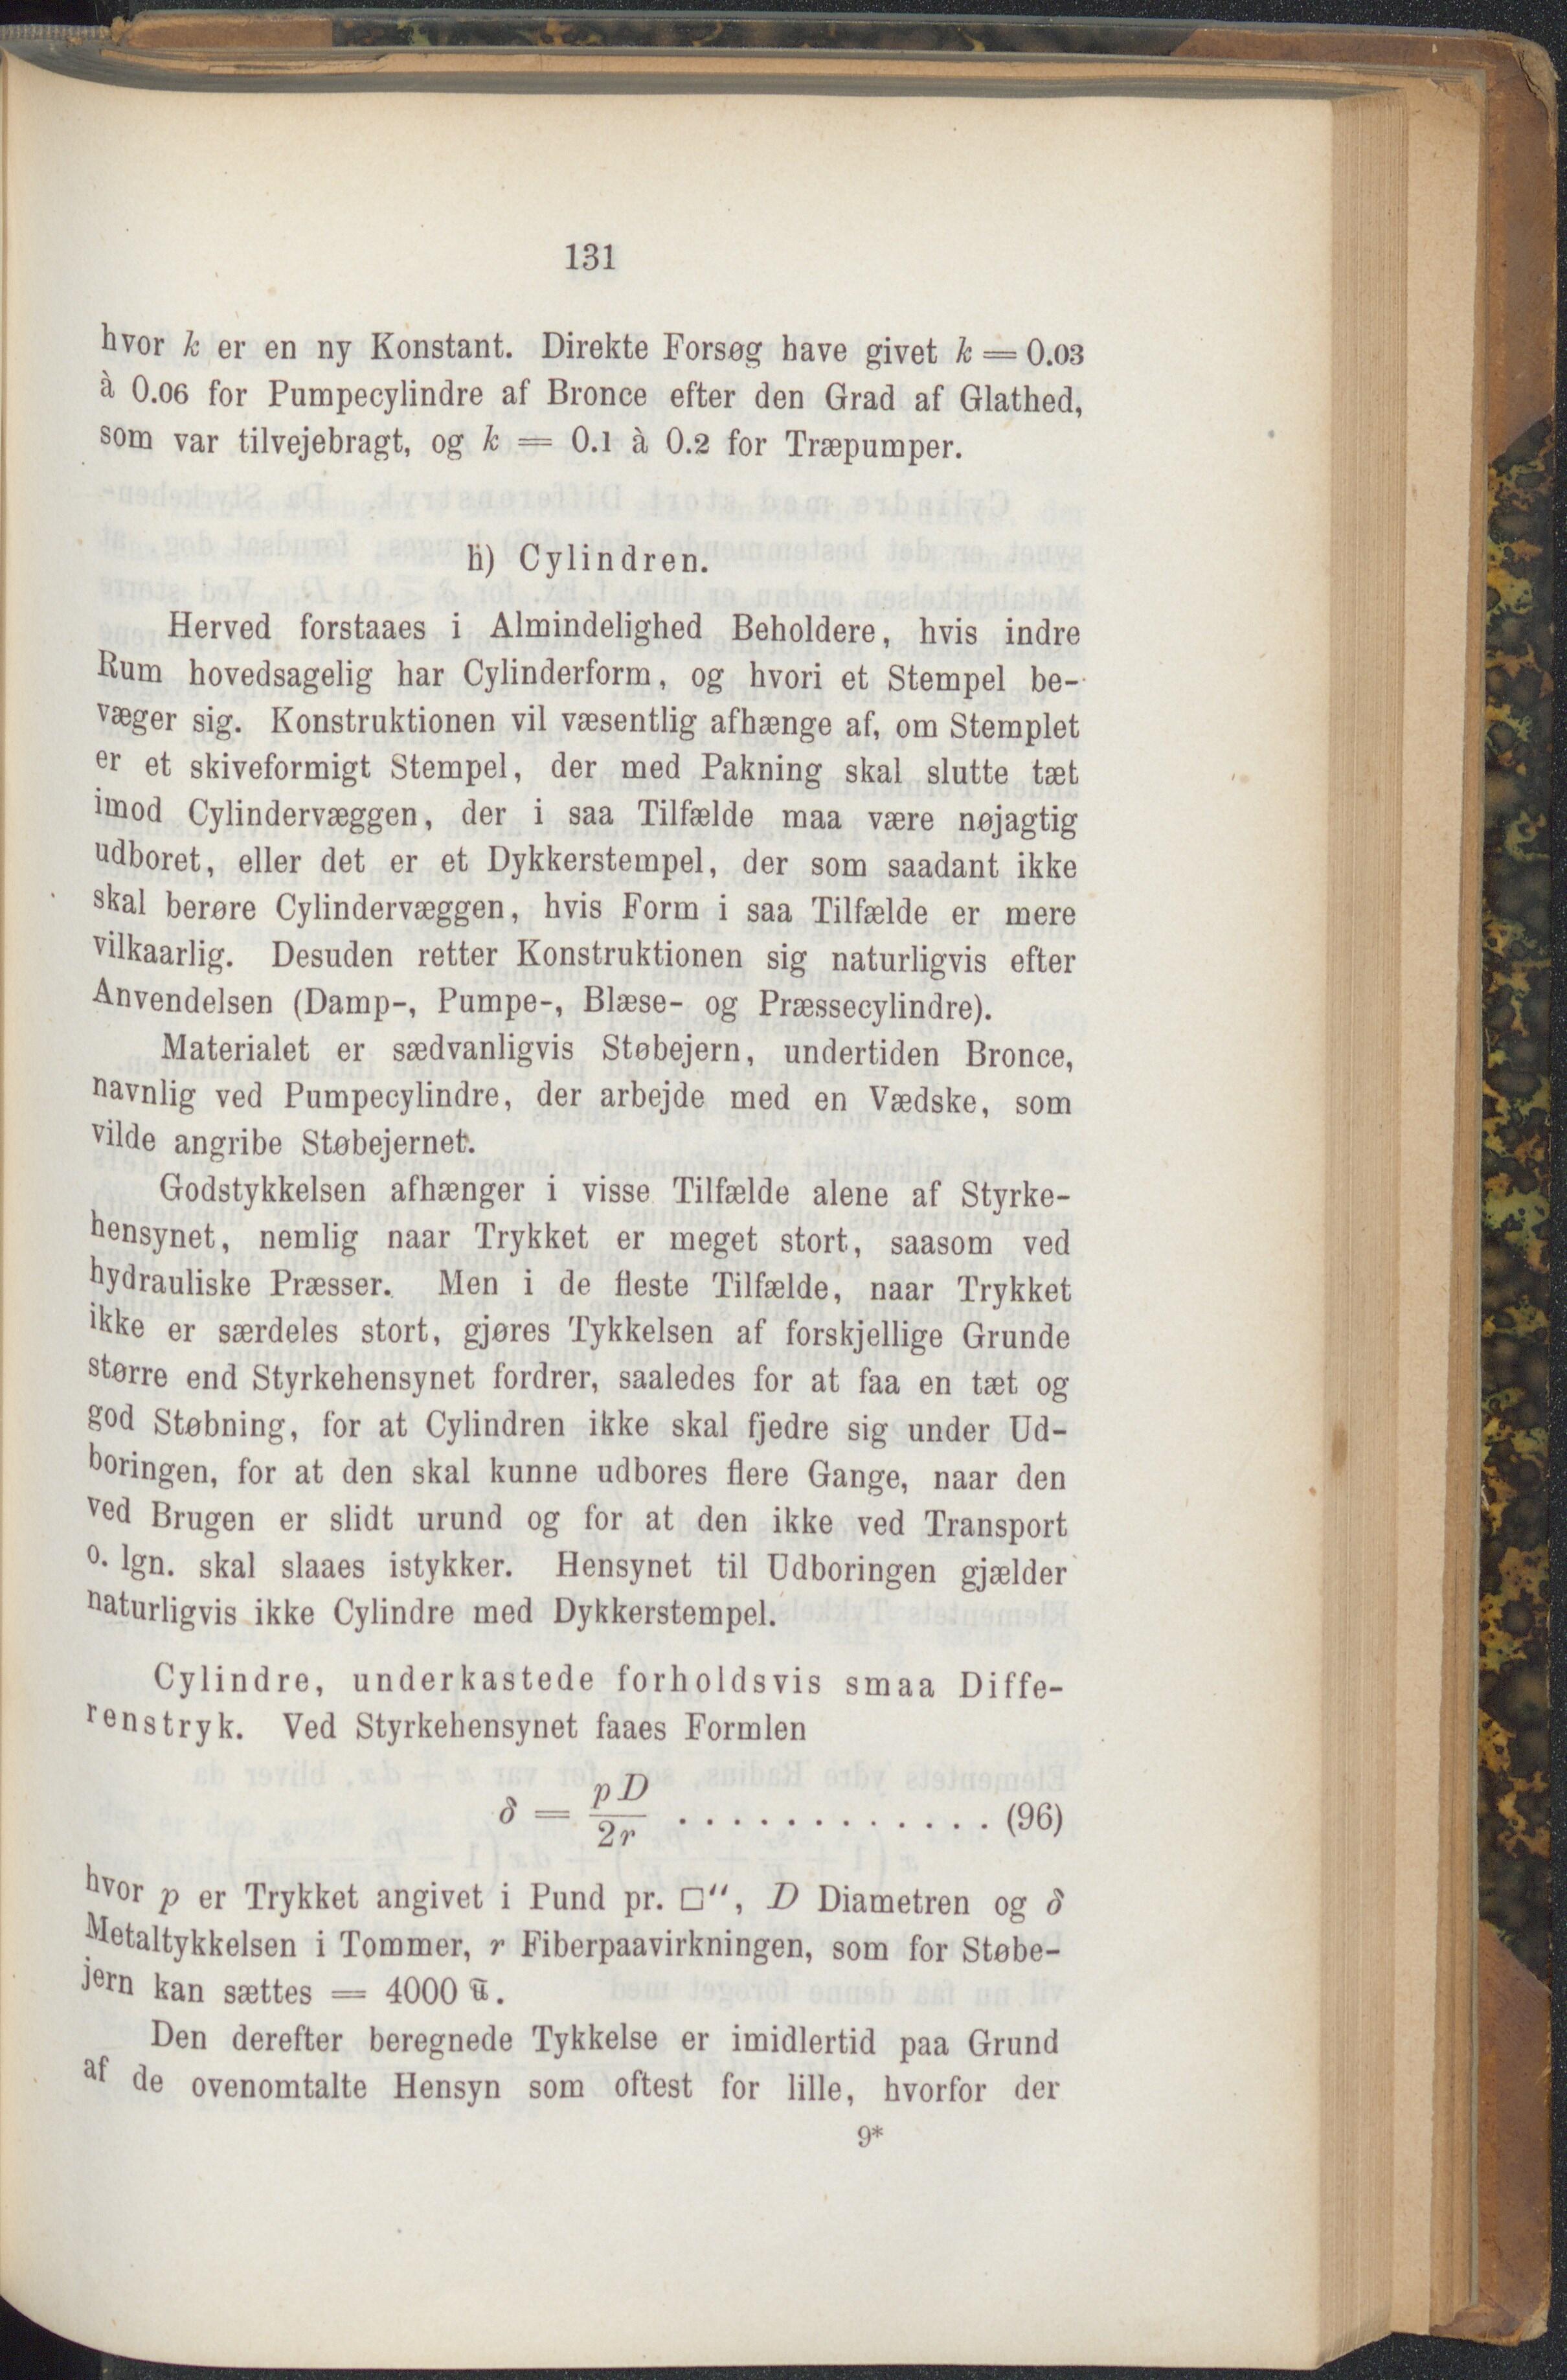 131
hvor k er en ny Konstant. Direkte Forsøg have givet k = 0.03
à 0.06 for Pumpecylindre af Bronce efter den Grad af Glathed,
som var tilvejebragt, og k = 0.1 à 0.2 for Træpumper.
h) Cylindren.
Herved forstaaes i Almindelighed Beholdere, hvis indre
Rum hovedsagelig har Cylinderform, og hvori et Stempel be-
væger sig. Konstruktionen vil væsentlig afhænge af, om Stemplet
er et skiveformigt Stempel, der med Pakning skal slutte tæt
imod Cylindervæggen, der i saa Tilfælde maa være nøjagtig
udboret, eller det er et Dykkerstempel, der som saadant ikke
skal berøre Cylindervæggen, hvis Form i saa Tilfælde er mere
vilkaarlig. Desuden retter Konstruktionen sig naturligvis efter
Anvendelsen (Damp-, Pumpe-, Blæse- og Præssecylindre).
Materialet er sædvanligvis Støbejern, undertiden Bronce,
navnlig ved Pumpecylindre, der arbejde med en Vædske, som
vilde angribe Støbejernet.
Godstykkelsen afhænger i visse Tilfælde alene af Styrke-
hensynet, nemlig naar Trykket er meget stort, saasom ved
hydrauliske Præsser. Men i de fleste Tilfælde, naar Trykket
ikke er særdeles stort, gjøres Tykkelsen af forskjellige Grunde
større end Styrkehensynet fordrer, saaledes for at faa en tæt og
god Støbning, for at Cylindren ikke skal fjedre sig under Ud-
boringen, for at den skal kunne udbores flere Gange, naar den
ved Brugen er slidt urund og for at den ikke ved Transport
o. lgn. skal slaaes istykker. Hensynet til Udboringen gjælder
naturligvis ikke Cylindre med Dykkerstempel.
Cylindre, underkastede forholdsvis smaa Diffe-
renstryk. Ved Styrkehensynet faaes Formlen
δ = pD / 2r . . . . . . . . . . . . (96)
hvor p er Trykket angivet i Pund pr. □", D Diametren og δ
Metaltykkelsen i Tommer, r Fiberpaavirkningen, som for Støbe-
jern kan sættes = 4000 ℔.
Den derefter beregnede Tykkelse er imidlertid paa Grund
af de ovenomtalte Hensyn som oftest for lille, hvorfor der
9*